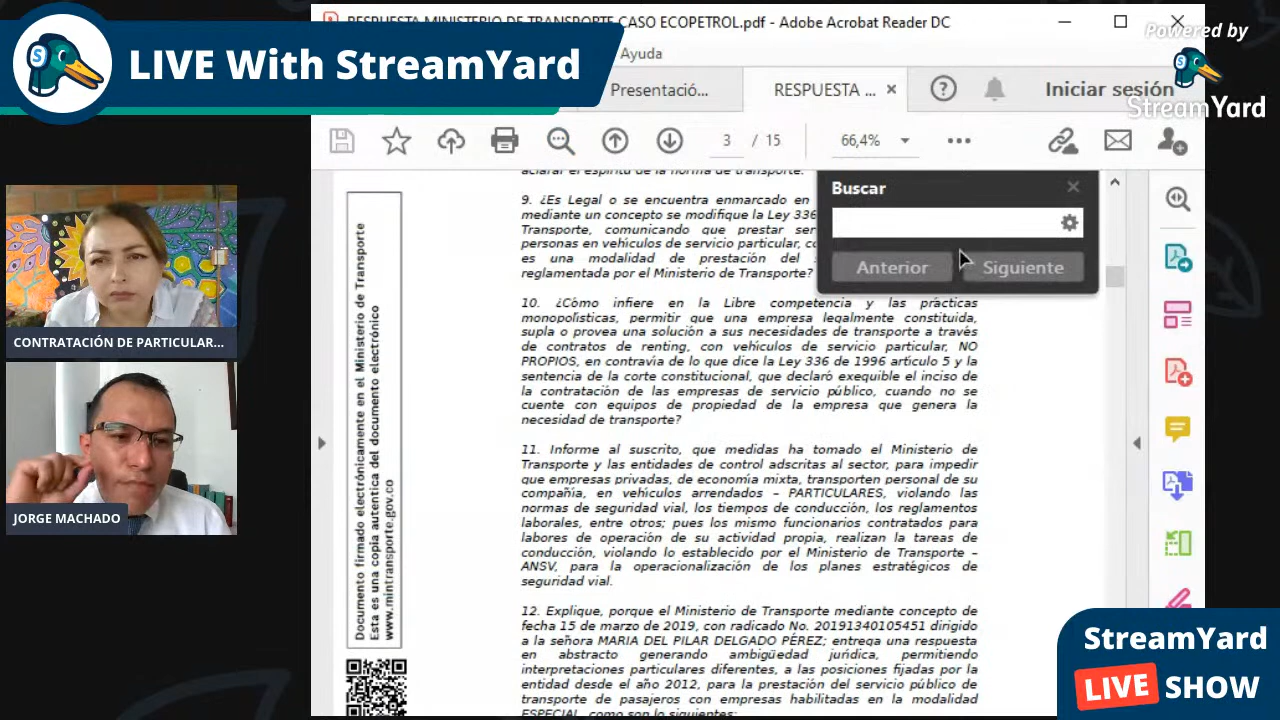 RESPUESTA MINISTERIO DE TRANSPORTE CASO ECOPETROL.pdf - Adobe Acrobat Reader DC
LIVE With StreamYard
Powered by
StreamYard
Ayuda
Presentació...
RESPUESTA ...
Iniciar sesión
3 / 15
66,4%
Buscar
Anterior
Siguiente
CONTRATACIÓN DE PARTICULAR...
JORGE MACHADO
Documento firmado electrónicamente en el Ministerio de Transporte
Esta es una copia autentica del documento electrónico
www.mintransporte.gov.co
aclarar el espíritu de la norma de transporte.
9. ¿Es Legal o se encuentra enmarcado en
mediante un concepto se modifique la Ley 336
Transporte, comunicando que prestar ser
personas en vehículos de servicio particular, co
es una modalidad de prestación del s
reglamentada por el Ministerio de Transporte?
10. ¿Cómo infiere en la Libre competencia y las prácticas
monopolísticas, permitir que una empresa legalmente constituida,
supla o provea una solución a sus necesidades de transporte a través
de contratos de renting, con vehículos de servicio particular, NO
PROPIOS, en contravía de lo que dice la Ley 336 de 1996 artículo 5 y la
sentencia de la corte constitucional, que declaró exequible el inciso de
la contratación de las empresas de servicio público, cuando no se
cuente con equipos de propiedad de la empresa que genera la
necesidad de transporte?
11. Informe al suscrito, que medidas ha tomado el Ministerio de
Transporte y las entidades de control adscritas al sector, para impedir
que empresas privadas, de economía mixta, transporten personal de su
compañía, en vehículos arrendados – PARTICULARES, violando las
normas de seguridad vial, los tiempos de conducción, los reglamentos
laborales, entre otros; pues los mismo funcionarios contratados para
labores de operación de su actividad propia, realizan la tareas de
conducción, violando lo establecido por el Ministerio de Transporte –
ANSV, para la operacionalización de los planes estratégicos de
seguridad vial.
12. Explique, porque el Ministerio de Transporte mediante concepto de
fecha 15 de marzo de 2019, con radicado No. 20191340105451 dirigido
a la señora MARIA DEL PILAR DELGADO PÉREZ; entrega una respuesta
en abstracto generando ambigüedad jurídica, permitiendo
interpretaciones particulares diferentes, a las posiciones fijadas por la
entidad desde el año 2012, para la prestación del servicio público de
transporte de pasajeros con empresas habilitadas en la modalidad
ESPECIAL, como son lo siguientes:
StreamYard
LIVE SHOW